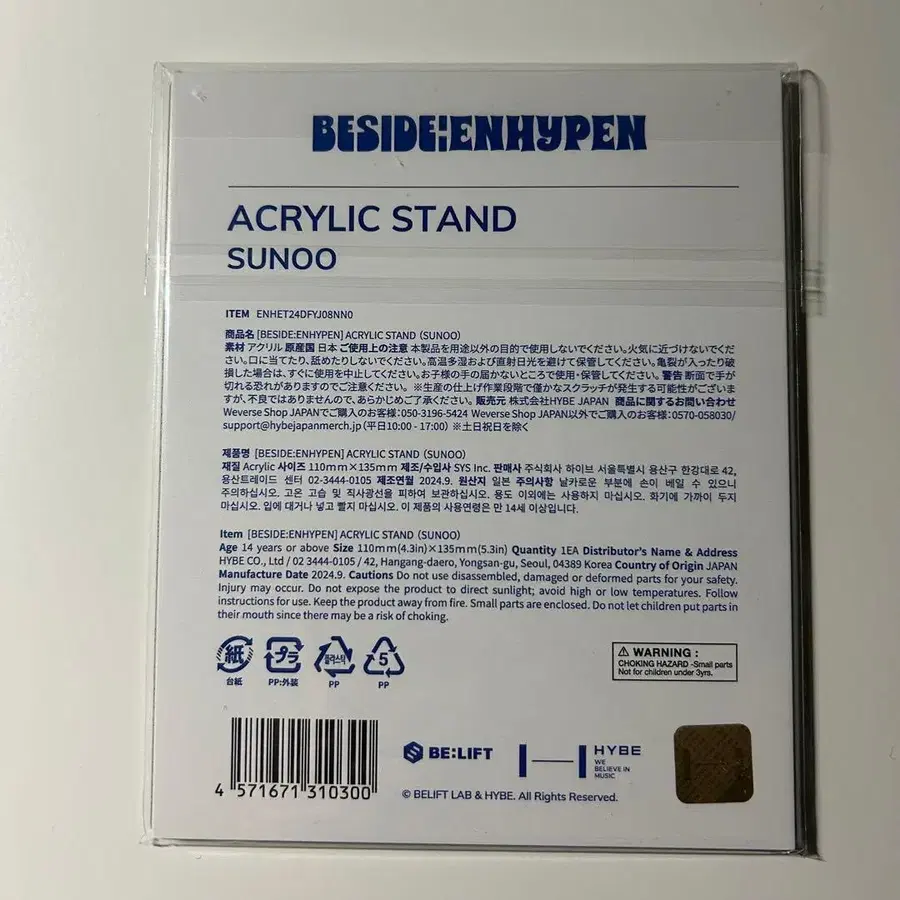 BESIDE:ENHYPEN
ACRYLIC STAND
SUNOO
ITEM ENHET24DFYJ08NN0
商品名 [BESIDE:ENHYPEN] ACRYLIC STAND (SUNOO)
素材 アクリル 原産国 日本 ご使用上の注意 本製品を用途以外の目的で使用しないでください。火気に近づけないでくださ
い。口に当てたり、舐めたりしないでください。高温多湿および直射日光を避けて保管してください。亀裂が入ったり破
損した場合は、すぐに使用を中止してください。お子様の手の届かないところで使用・保管してください。警告 断面で手が
切れる恐れがありますのでご注意ください。 ※生産の仕上げ作業段階で僅かなスクラッチが発生する可能性がございま
すが、不良ではありませんので、あらかじめご了承ください。販売元 株式会社HYBE JAPAN 商品に関するお問い合わせ
Weverse Shop JAPANでご購入のお客様：050-3196-5424 Weverse Shop JAPAN以外でご購入のお客様：0570-058030/
support@hybejapanmerch.jp（平日10:00 - 17:00） ※土日祝日を除く
제품명 [BESIDE:ENHYPEN] ACRYLIC STAND (SUNOO)
재질 Acrylic 사이즈 110mm×135mm 제조/수입사 SYS Inc. 판매사 주식회사 하이브 서울특별시 용산구 한강대로 42,
용산트레이드 센터 02-3444-0105 제조연월 2024.9. 원산지 일본 주의사항 날카로운 부분에 손이 베일 수 있으니
주의하십시오. 고온 고습 및 직사광선을 피하여 보관하십시오. 용도 이외에는 사용하지 마십시오. 화기에 가까이 두지
마십시오. 입에 대거나 넣고 빨지 마십시오. 이 제품의 사용연령은 만 14세 이상입니다.
Item [BESIDE:ENHYPEN] ACRYLIC STAND (SUNOO)
Age 14 years or above Size 110mm(4.3in)×135mm(5.3in) Quantity 1EA Distributor's Name & Address
HYBE CO., Ltd / 02 3444-0105 / 42, Hangang-daero, Yongsan-gu, Seoul, 04389 Korea Country of Origin JAPAN
Manufacture Date 2024.9. Cautions Do not use disassembled, damaged or deformed parts for your safety.
Injury may occur. Do not expose the product to direct sunlight; avoid high or low temperatures. Follow
instructions for use. Keep the product away from fire. Small parts are enclosed. Do not let children put parts in
their mouth since there may be a risk of choking.
紙 プラ 플라스틱 5
台紙 PP:外装 PP PP
⚠ WARNING :
CHOKING HAZARD -Small parts
Not for children under 3yrs.
4 571671 310300
BE:LIFT
HYBE
WE
BELIEVE IN
MUSIC
© BELIFT LAB & HYBE. All Rights Reserved.